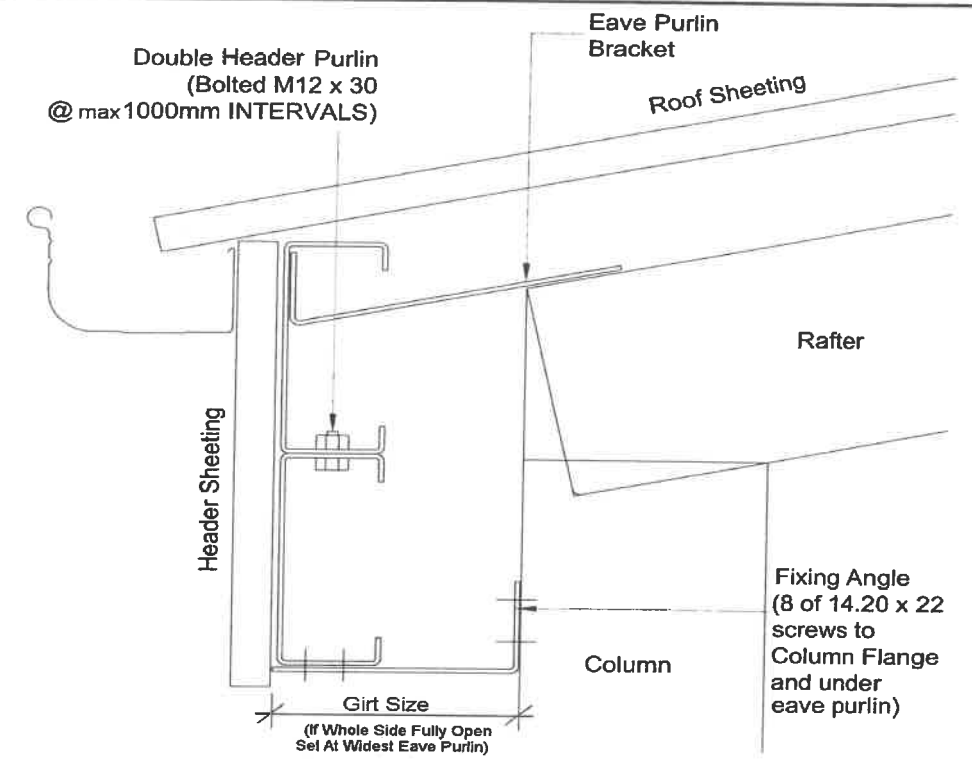 Eave Purlin
Bracket
Double Header Purlin
(Bolted M12 x 30
@ max1000mm INTERVALS)
Roof Sheeting
Rafter
Header Sheeting
Fixing Angle
(8 of 14.20 x 22
screws to
Column Flange
and under
eave purlin)
Column
Girt Size
(If Whole Side Fully Open
Sel At Widest Eave Purlin)